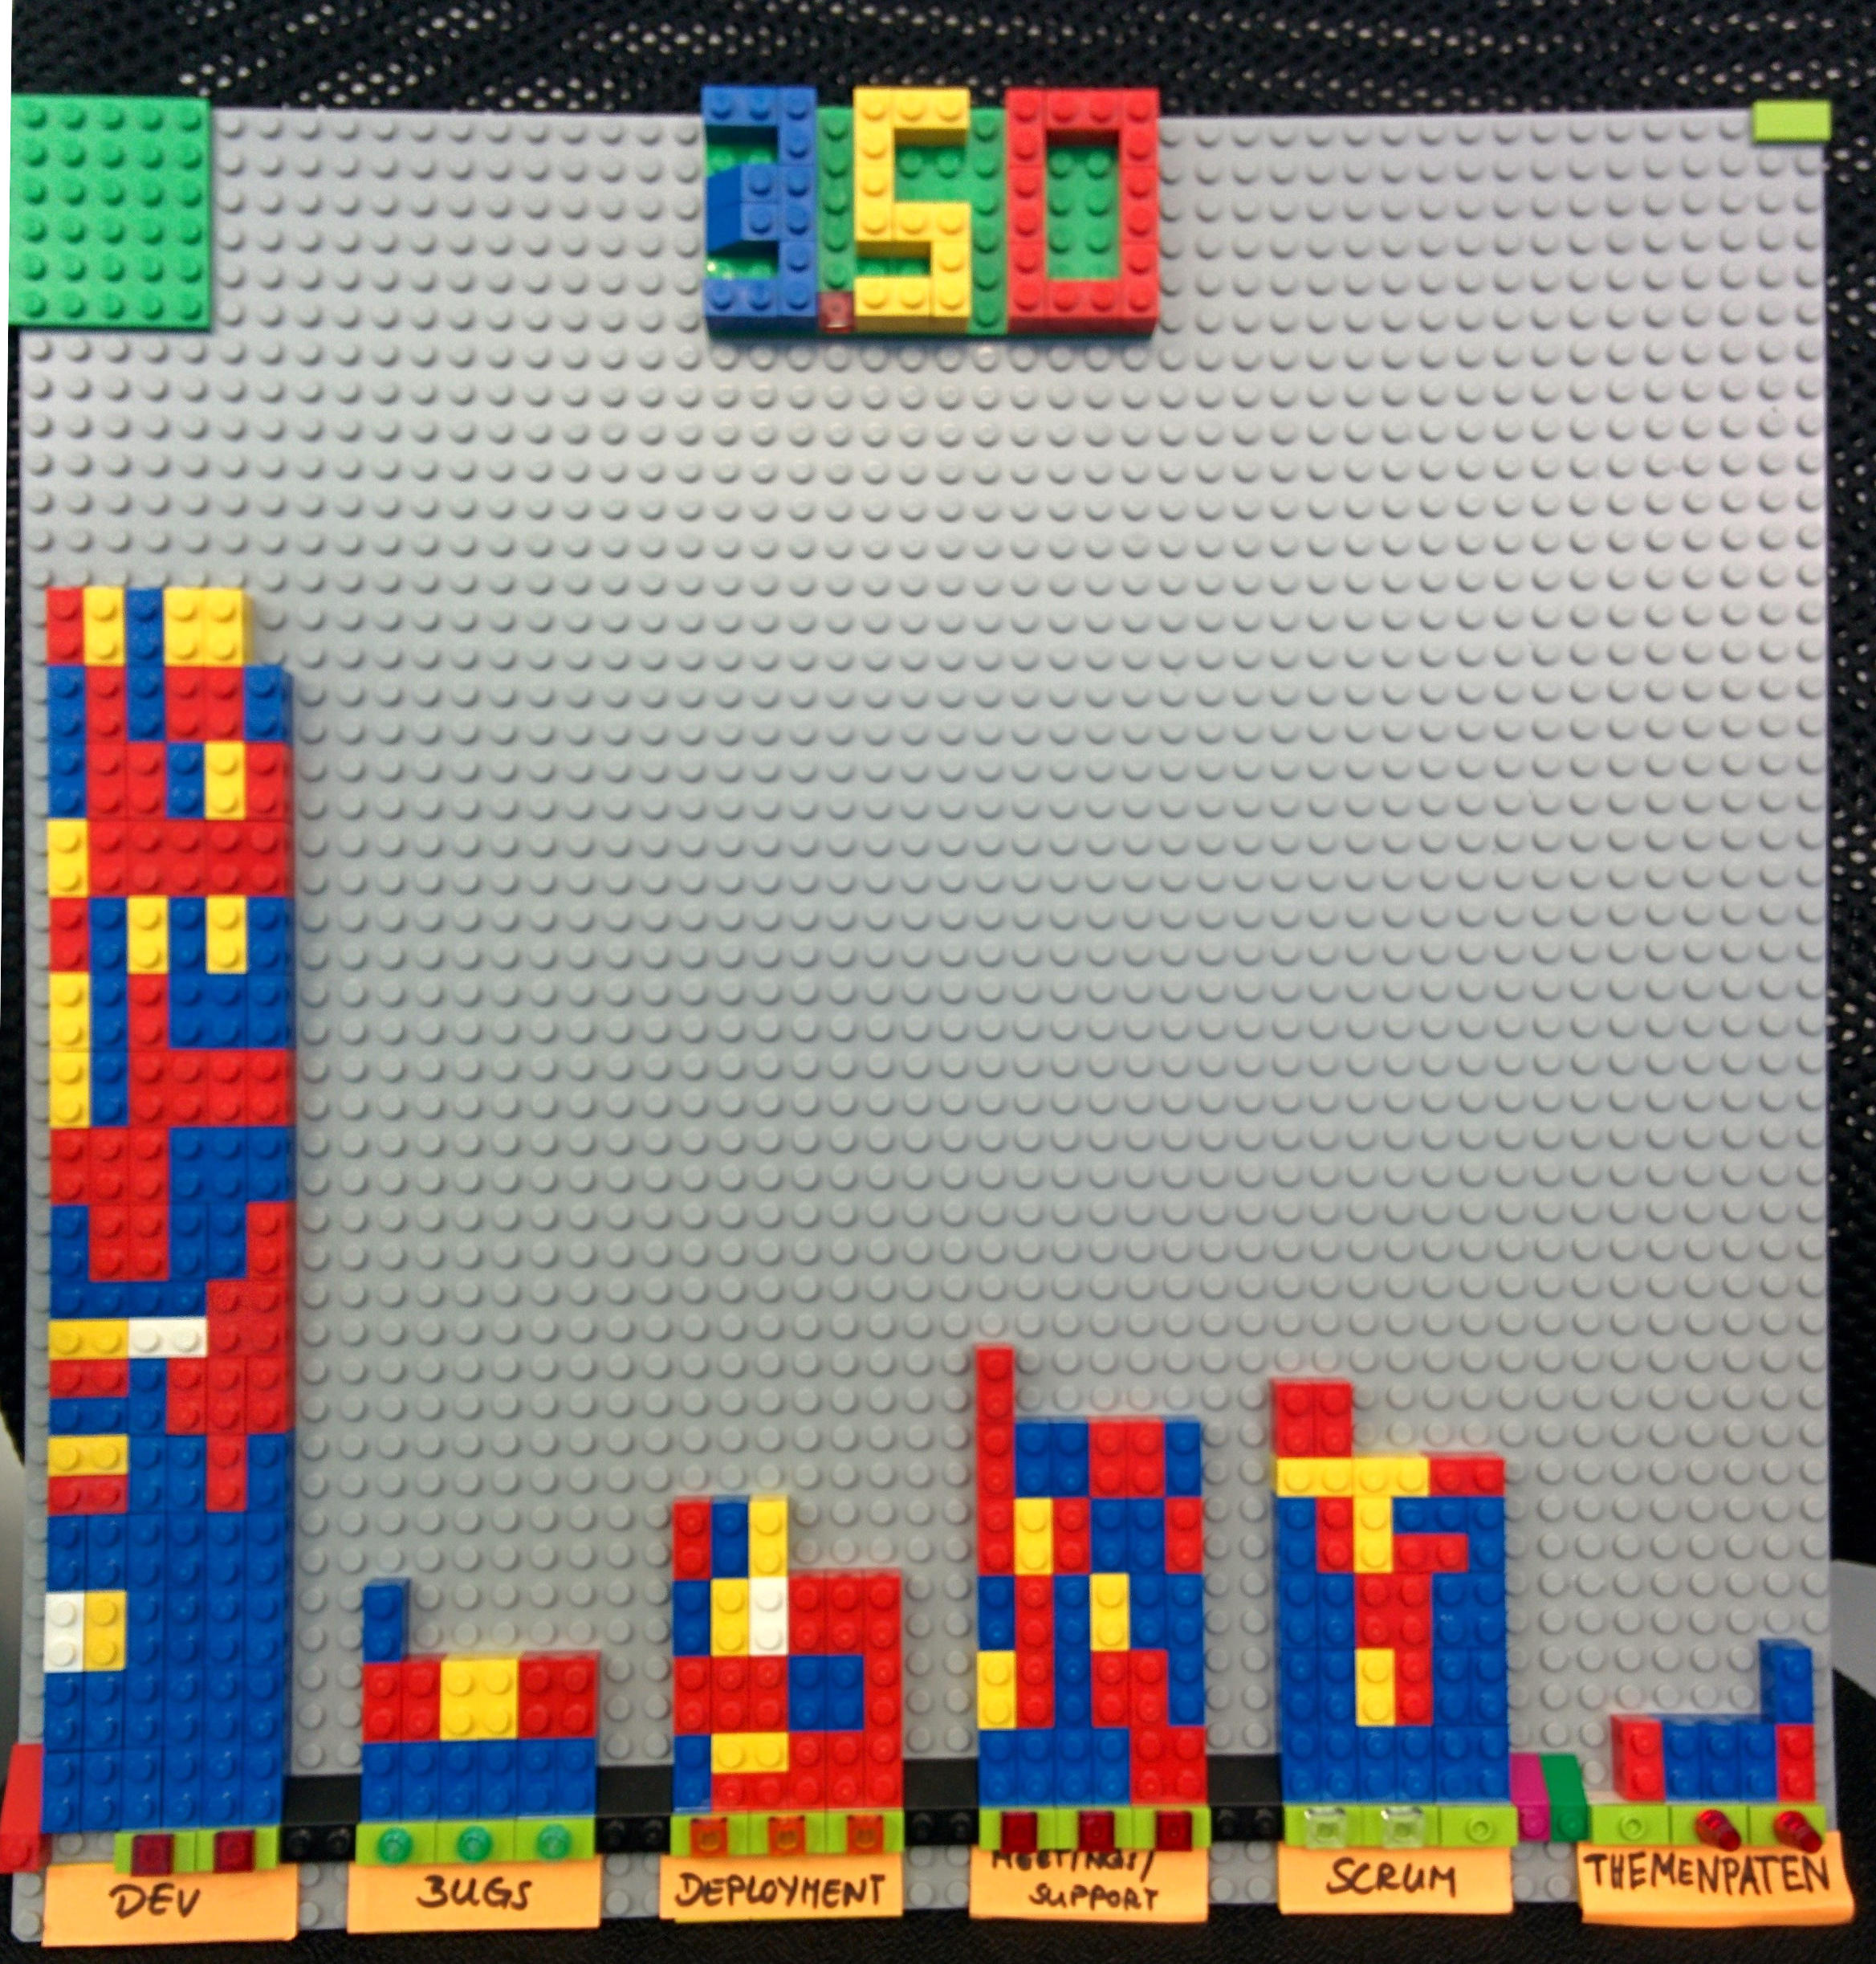 350
DEV
BUGS
DEPLOYMENT
MEETINGS/
SUPPORT
SCRUM
THEMENPATEN